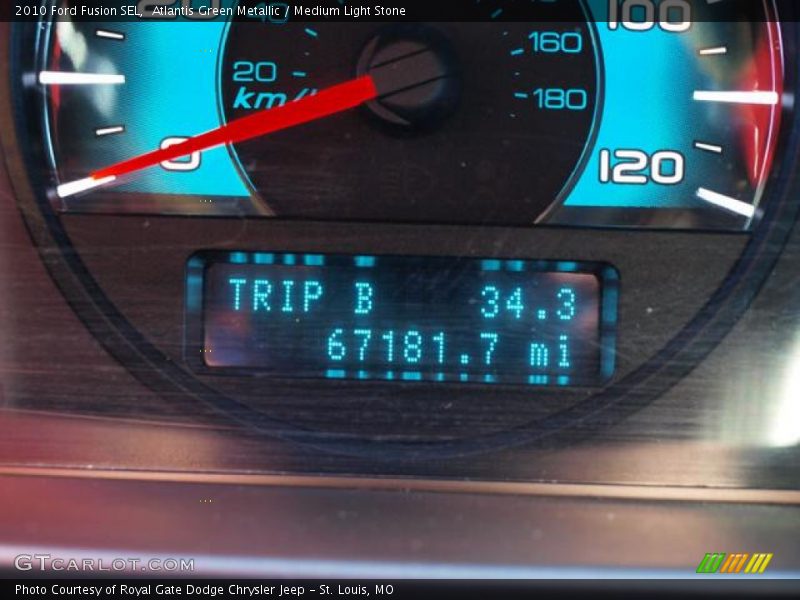 2010 Ford Fusion SEL, Atlantis Green Metallic / Medium Light Stone
100
160
20
km/h
180
0
120
TRIP B 34.3
67181.7 mi
GTCARLOT.COM
Photo Courtesy of Royal Gate Dodge Chrysler Jeep - St. Louis, MO